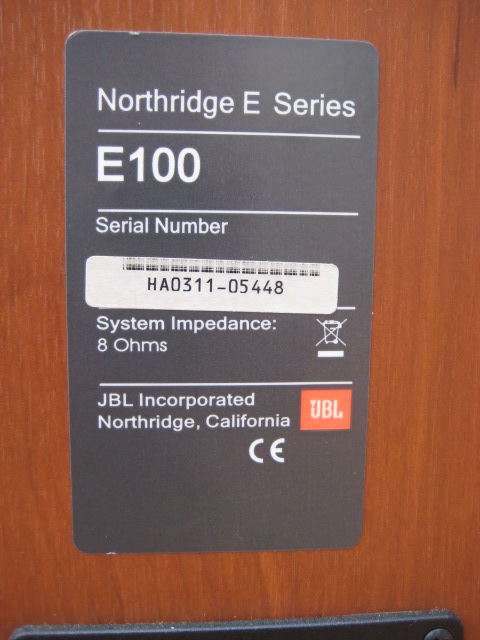 Northridge E Series
E100
Serial Number
HA0311-05448
System Impedance:
8 Ohms
JBL Incorporated
Northridge, California
JBL
CE